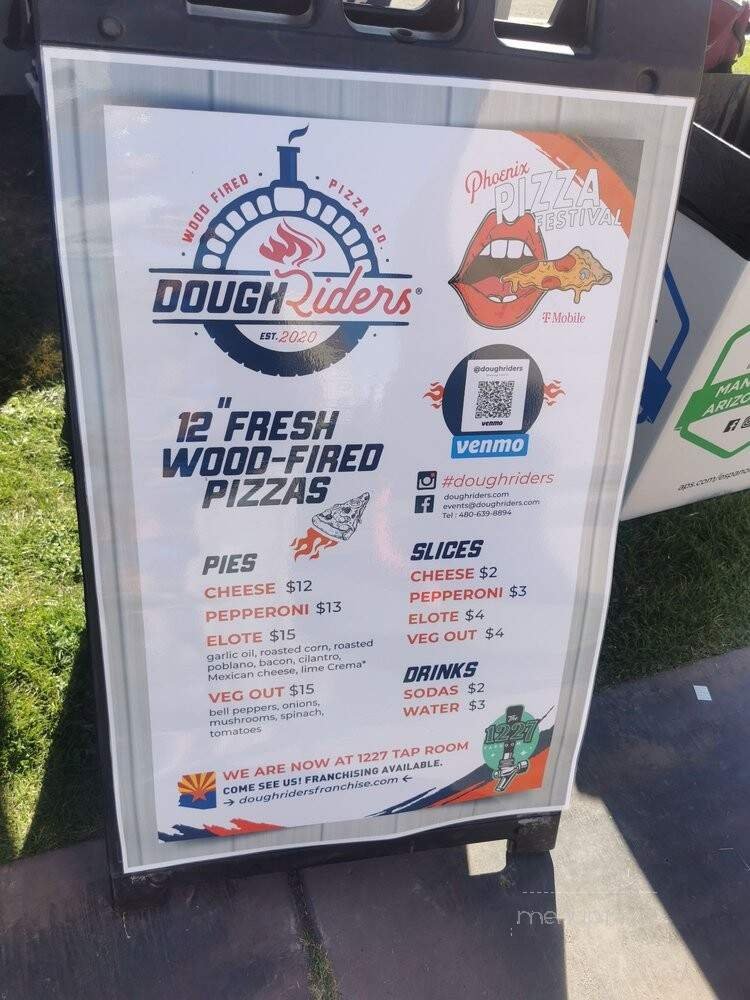 WOOD FIRED PIZZA CO.
DOUGH Riders®
EST. 2020
Phoenix
PIZZA
FESTIVAL
T Mobile
@doughriders
venmo
venmo
12" FRESH
WOOD-FIRED
PIZZAS
#doughriders
doughriders.com
events@doughriders.com
Tel : 480-639-8894
PIES
CHEESE $12
PEPPERONI $13
ELOTE $15
garlic oil, roasted corn, roasted
poblano, bacon, cilantro,
Mexican cheese, lime Crema*
VEG OUT $15
bell peppers, onions,
mushrooms, spinach,
tomatoes
SLICES
CHEESE $2
PEPPERONI $3
ELOTE $4
VEG OUT $4
DRINKS
SODAS $2
WATER $3
The
1227
WE ARE NOW AT 1227 TAP ROOM
COME SEE US! FRANCHISING AVAILABLE.
→ doughridersfranchise.com ←